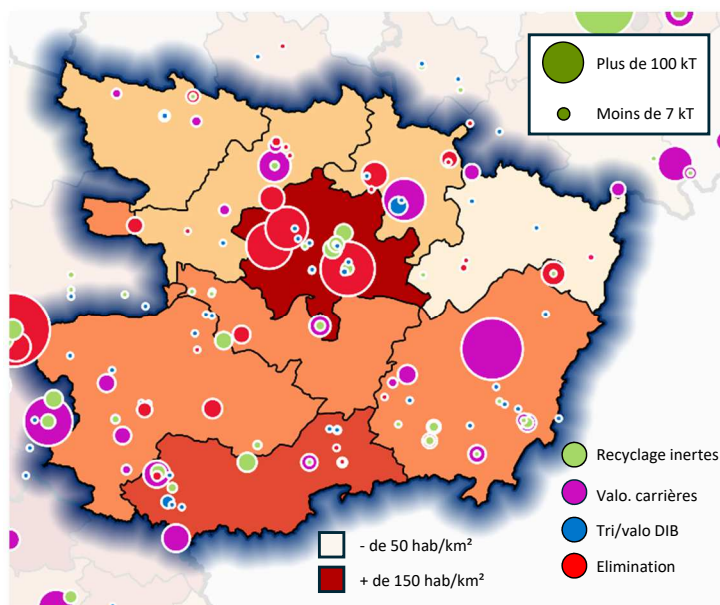 Plus de 100 kT
Moins de 7 kT
Recyclage inertes
Valo. carrières
Tri/valo DIB
Elimination
- de 50 hab/km²
+ de 150 hab/km²